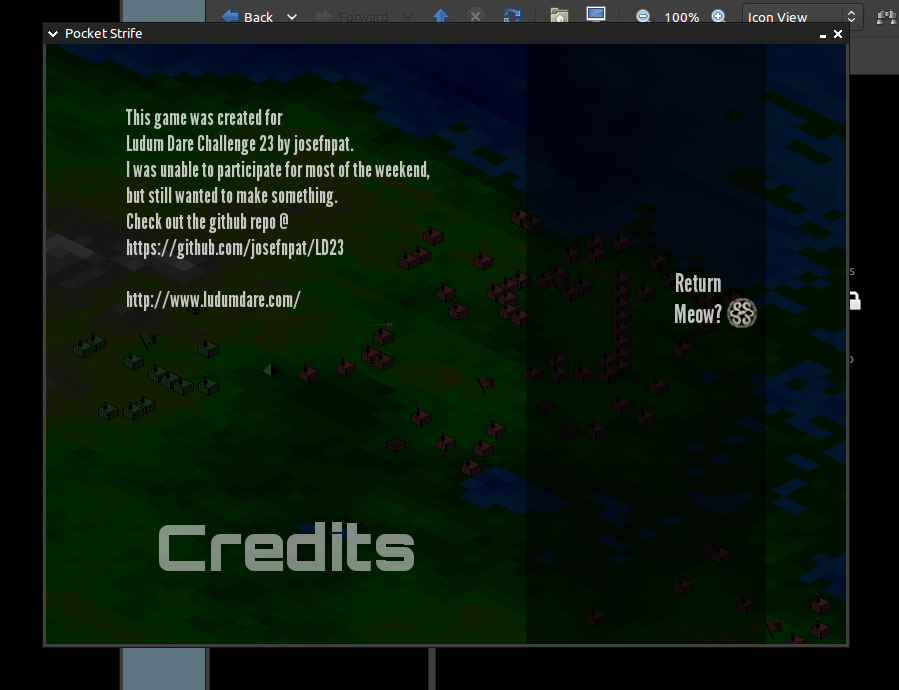 Back
Forward
100%
Icon View
Pocket Strife
This game was created for
Ludum Dare Challenge 23 by josefnpat.
I was unable to participate for most of the weekend,
but still wanted to make something.
Check out the github repo @
https://github.com/josefnpat/LD23
http://www.ludumdare.com/
Return
Meow?
Credits